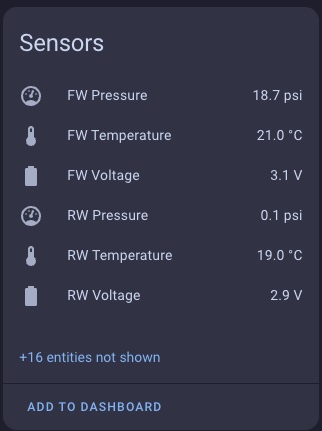 Sensors
FW Pressure 18.7 psi
FW Temperature 21.0 °C
FW Voltage 3.1 V
RW Pressure 0.1 psi
RW Temperature 19.0 °C
RW Voltage 2.9 V
+16 entities not shown
ADD TO DASHBOARD